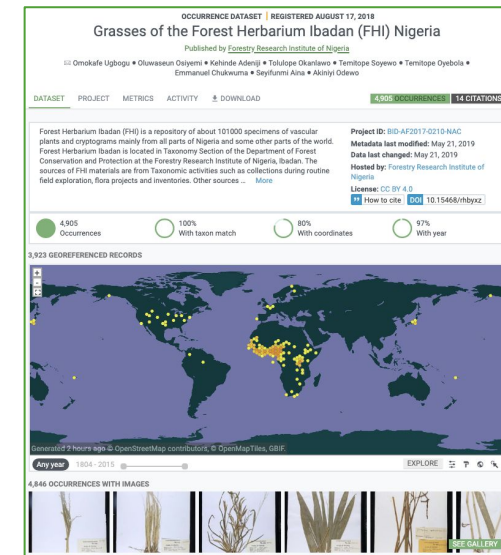 OCCURRENCE DATASET | REGISTERED AUGUST 17, 2018
Grasses of the Forest Herbarium Ibadan (FHI) Nigeria
Published by Forestry Research Institute of Nigeria
Omokafe Ugbogu • Oluwaseun Osiyemi • Kehinde Adeniji • Tolulope Okanlawo • Temitope Soyewo • Temitope Oyebola •
Emmanuel Chukwuma • Seyifunmi Aina • Akiniyi Odewo
DATASET PROJECT METRICS ACTIVITY DOWNLOAD 4,905 OCCURRENCES 14 CITATIONS
Forest Herbarium Ibadan (FHI) is a repository of about 101000 specimens of vascular
plants and cryptograms mainly from all parts of Nigeria and some other parts of the world.
Forest Herbarium Ibadan is located in Taxonomy Section of the Department of Forest
Conservation and Protection at the Forestry Research Institute of Nigeria, Ibadan. The
sources of FHI materials are from Taxonomic activities such as collections during routine
field exploration, flora projects and inventories. Other sources ... More
Project ID: BID-AF2017-0210-NAC
Metadata last modified: May 21, 2019
Data last changed: May 21, 2019
Hosted by: Forestry Research Institute of
Nigeria
License: CC BY 4.0
How to cite DOI 10.15468/rhbyxz
4,905
Occurrences
100%
With taxon match
80%
With coordinates
97%
With year
3,923 GEOREFERENCED RECORDS
+
-
Generated 2 hours ago © OpenStreetMap contributors, © OpenMapTiles, GBIF.
Any year 1804 - 2015 EXPLORE
4,846 OCCURRENCES WITH IMAGES
SEE GALLERY